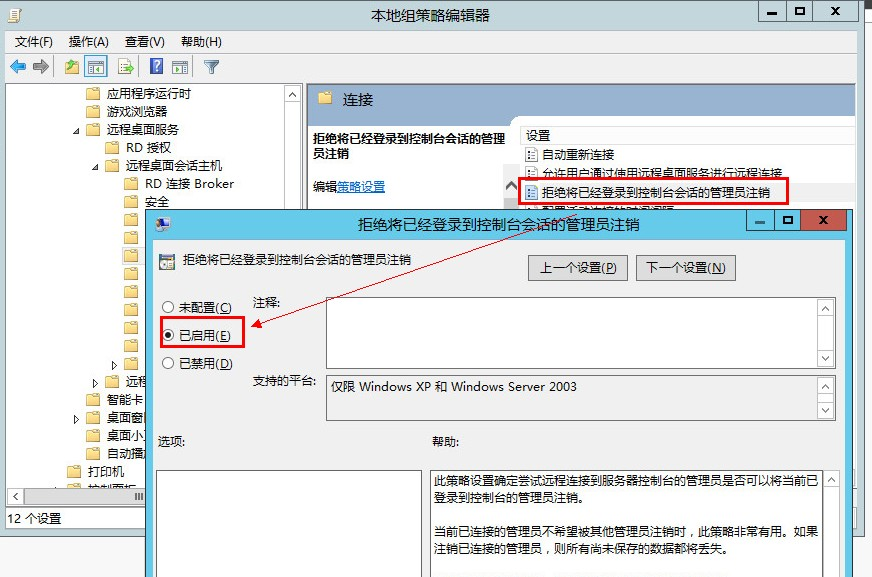 本地组策略编辑器
文件(F) 操作(A) 查看(V) 帮助(H)
应用程序运行时
游戏浏览器
远程桌面服务
RD 授权
远程桌面会话主机
RD 连接 Broker
安全
远程
智能卡
桌面窗
桌面小
自动播
打印机
12 个设置
连接
拒绝将已经登录到控制台会话的管理
员注销
编辑策略设置
设置
自动重新连接
允许用户通过使用远程桌面服务进行远程连接
拒绝将已经登录到控制台会话的管理员注销
拒绝将已经登录到控制台会话的管理员注销
拒绝将已经登录到控制台会话的管理员注销
上一个设置(P)
下一个设置(N)
未配置(C)
注释:
已启用(E)
已禁用(D)
支持的平台:
仅限 Windows XP 和 Windows Server 2003
选项:
帮助:
此策略设置确定尝试远程连接到服务器控制台的管理员是否可以将当前已
登录到控制台的管理员注销。
当前已连接的管理员不希望被其他管理员注销时，此策略非常有用。如果
注销已连接的管理员，则所有尚未保存的数据都将丢失。